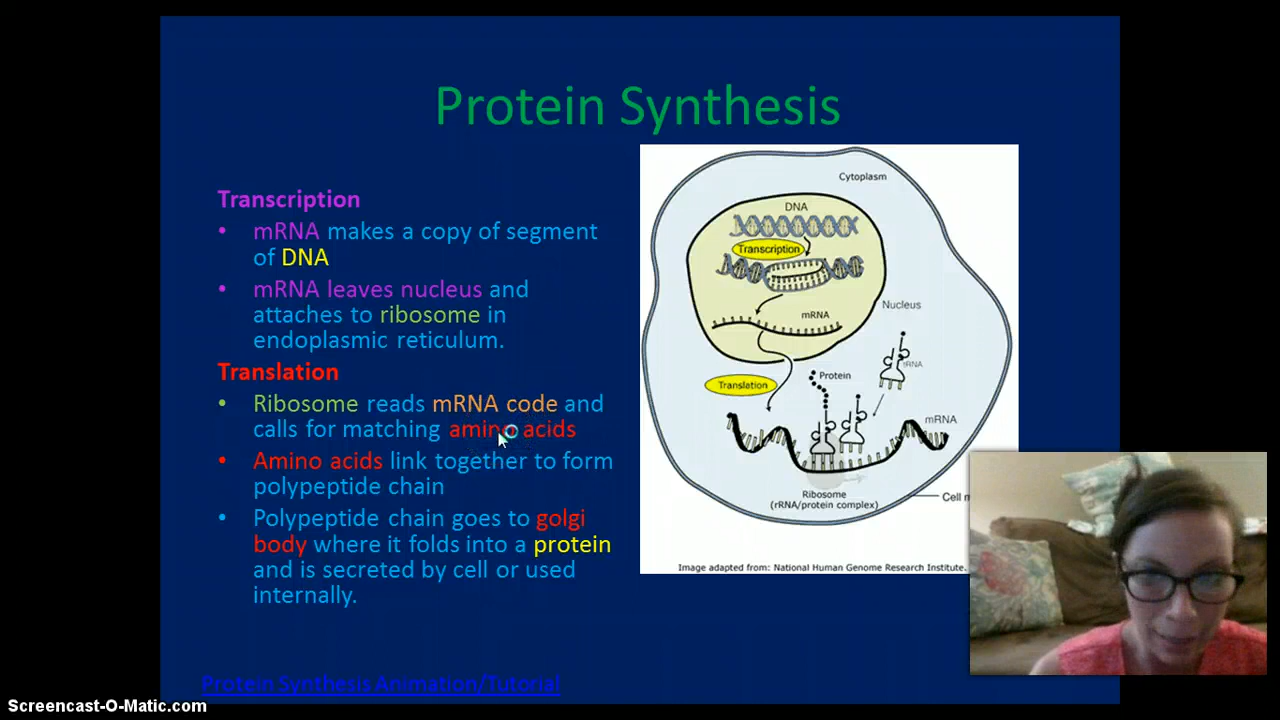 Protein Synthesis
Transcription
• mRNA makes a copy of segment
of DNA
• mRNA leaves nucleus and
attaches to ribosome in
endoplasmic reticulum.
Translation
• Ribosome reads mRNA code and
calls for matching amino acids
• Amino acids link together to form
polypeptide chain
• Polypeptide chain goes to golgi
body where it folds into a protein
and is secreted by cell or used
internally.
Protein Synthesis Animation/Tutorial
Cytoplasm
DNA
Transcription
Nucleus
mRNA
Translation
Protein
tRNA
mRNA
Ribosome
(rRNA/protein complex)
Cell
Image adapted from: National Human Genome Research Institute.
Screencast-O-Matic.com